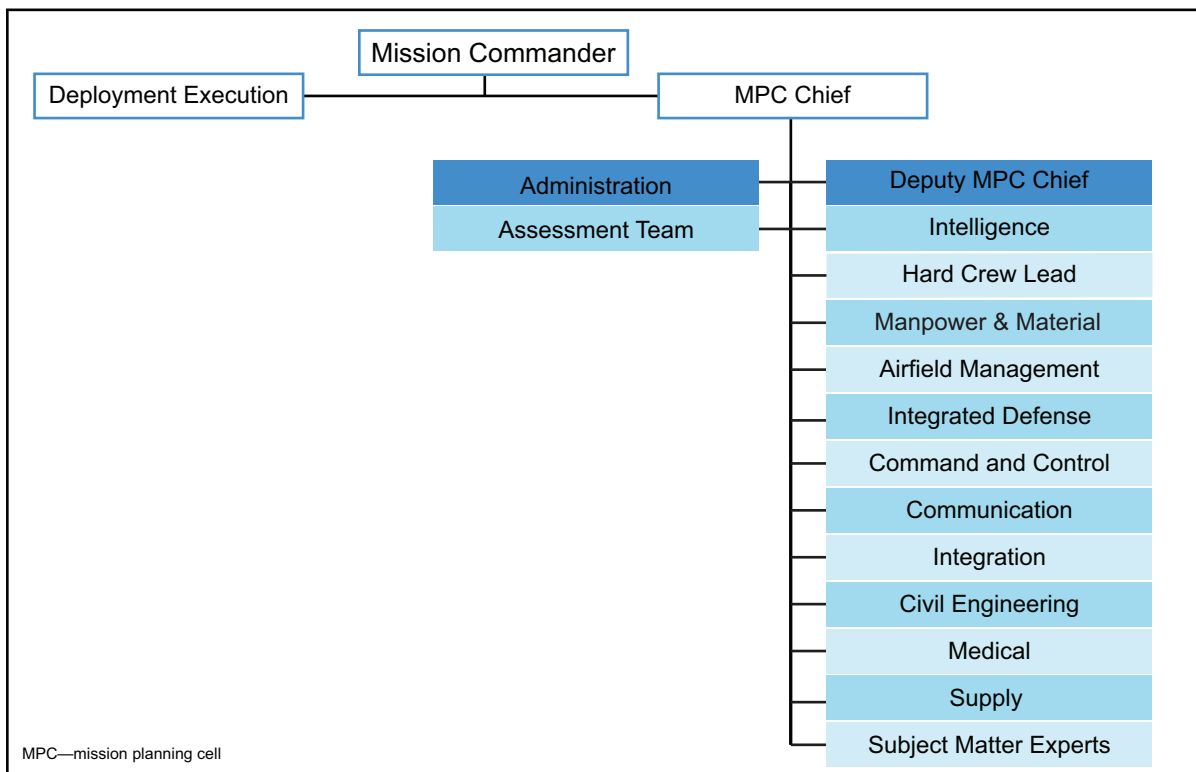 Mission Commander
Deployment Execution
MPC Chief
Administration
Deputy MPC Chief
Assessment Team
Intelligence
Hard Crew Lead
Manpower & Material
Airfield Management
Integrated Defense
Command and Control
Communication
Integration
Civil Engineering
Medical
Supply
Subject Matter Experts
MPC—mission planning cell